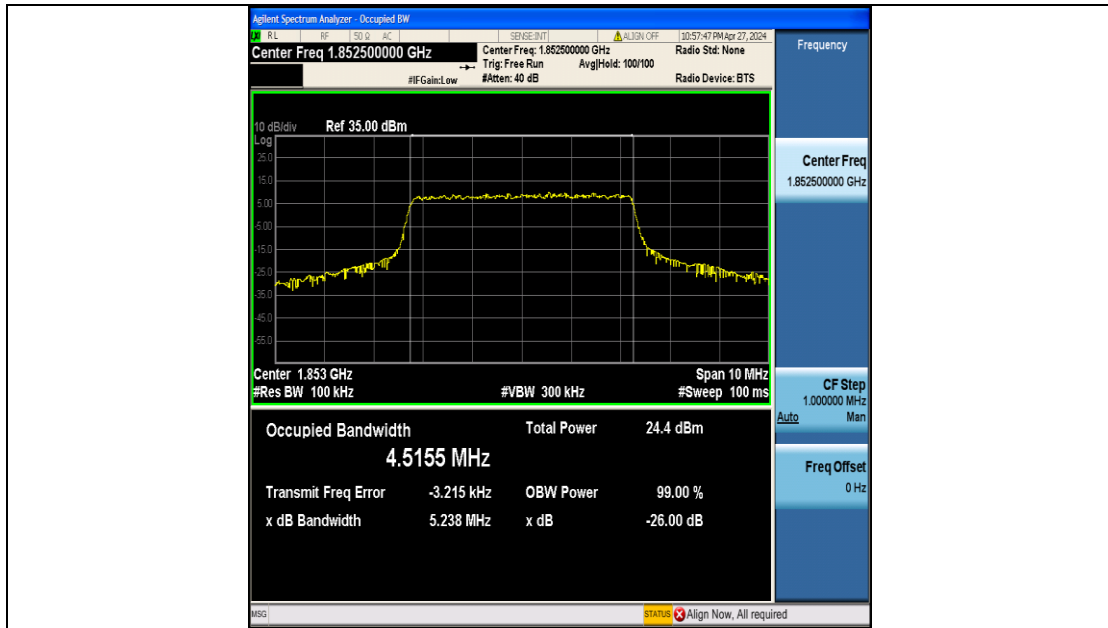 Agilent Spectrum Analyzer - Occupied BW
RL RF 50 Ω AC SENSE:INT ALIGN OFF 10:57:47 PM Apr 27, 2024
Center Freq 1.852500000 GHz
Center Freq: 1.852500000 GHz
Radio Std: None
Trig: Free Run Avg|Hold: 100/100
#IFGain:Low #Atten: 40 dB Radio Device: BTS
10 dB/div Ref 35.00 dBm
Log
25.0
15.0
5.00
-5.00
-15.0
-25.0
-35.0
-45.0
-55.0
Center 1.853 GHz Span 10 MHz
#Res BW 100 kHz #VBW 300 kHz #Sweep 100 ms
Occupied Bandwidth Total Power 24.4 dBm
4.5155 MHz
Transmit Freq Error -3.215 kHz OBW Power 99.00 %
x dB Bandwidth 5.238 MHz x dB -26.00 dB
MSG STATUS Align Now, All required
Frequency
Center Freq
1.852500000 GHz
CF Step
1.000000 MHz
Auto Man
Freq Offset
0 Hz